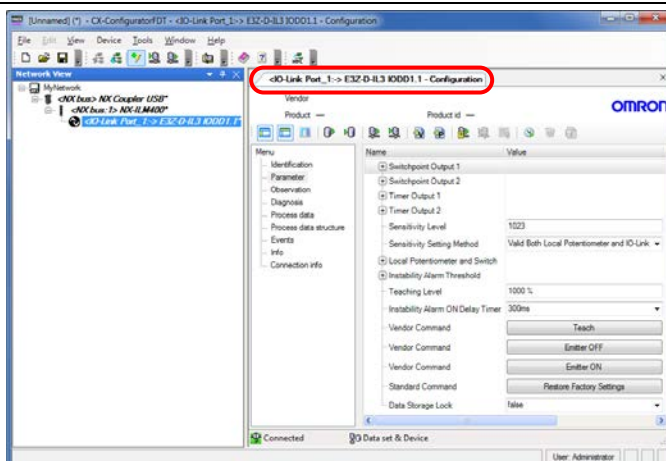 [Unnamed] (*) - CX-ConfiguratorFDT - <IO-Link Port_1:-> E3Z-D-IL3 IODD1.1 - Configuration
File Edit View Device Tools Window Help
Network View
MyNetwork
<NX bus> NX Coupler USB*
<NX bus:1> NX-ILM400*
<IO-Link Port_1:-> E3Z-D-IL3 IODD1.1*
<IO-Link Port_1:-> E3Z-D-IL3 IODD1.1 - Configuration
Vendor
Product —
Product id —
OMRON
Menu
Identification
Parameter
Observation
Diagnosis
Process data
Process data structure
Events
Info
Connection info
Name Value
Switchpoint Output 1
Switchpoint Output 2
Timer Output 1
Timer Output 2
Sensitivity Level 1023
Sensitivity Setting Method Valid Both Local Potentiometer and IO-Link
Local Potentiometer and Switch
Instability Alarm Threshold
Teaching Level 1000 %
Instability Alarm ON Delay Timer 300ms
Vendor Command Teach
Vendor Command Emitter OFF
Vendor Command Emitter ON
Standard Command Restore Factory Settings
Data Storage Lock false
Connected Data set & Device
User: Administrator